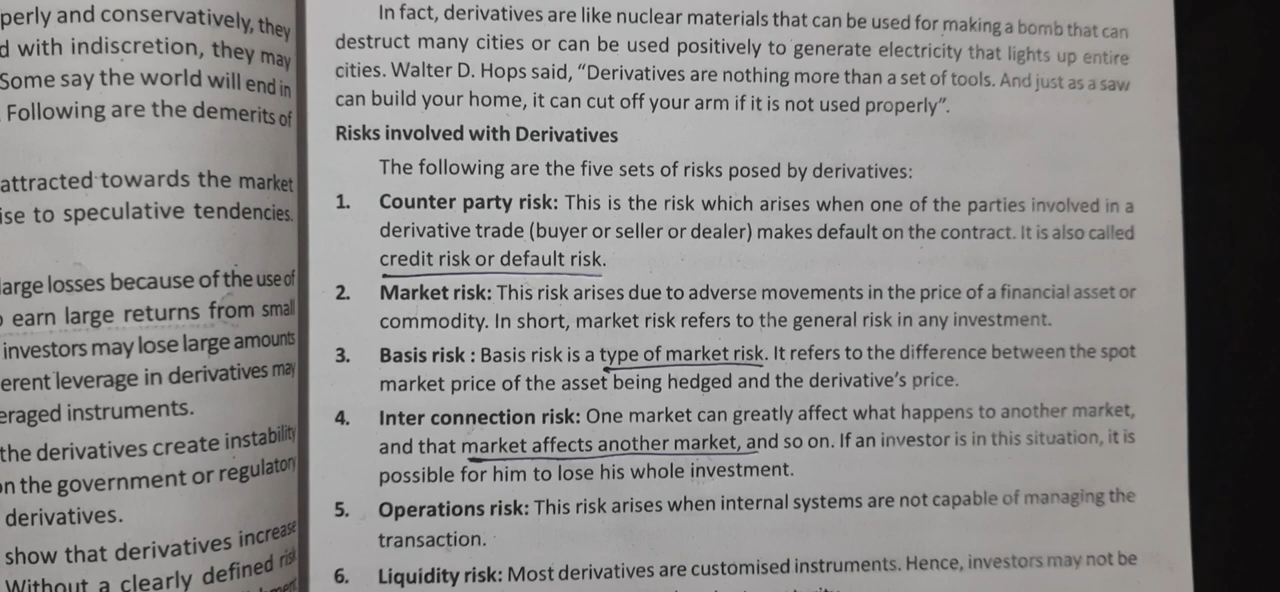 perly and conservatively, they
d with indiscretion, they may
Some say the world will end in
Following are the demerits of
attracted towards the market
ise to speculative tendencies.
large losses because of the use of
earn large returns from small
investors may lose large amounts
erent leverage in derivatives may
eraged instruments.
the derivatives create instability
on the government or regulatory
derivatives.
show that derivatives increase
Without a clearly defined risk
In fact, derivatives are like nuclear materials that can be used for making a bomb that can
destruct many cities or can be used positively to generate electricity that lights up entire
cities. Walter D. Hops said, “Derivatives are nothing more than a set of tools. And just as a saw
can build your home, it can cut off your arm if it is not used properly”.
Risks involved with Derivatives
The following are the five sets of risks posed by derivatives:
1. Counter party risk: This is the risk which arises when one of the parties involved in a
derivative trade (buyer or seller or dealer) makes default on the contract. It is also called
credit risk or default risk.
2. Market risk: This risk arises due to adverse movements in the price of a financial asset or
commodity. In short, market risk refers to the general risk in any investment.
3. Basis risk : Basis risk is a type of market risk. It refers to the difference between the spot
market price of the asset being hedged and the derivative’s price.
4. Inter connection risk: One market can greatly affect what happens to another market,
and that market affects another market, and so on. If an investor is in this situation, it is
possible for him to lose his whole investment.
5. Operations risk: This risk arises when internal systems are not capable of managing the
transaction.
6. Liquidity risk: Most derivatives are customised instruments. Hence, investors may not be